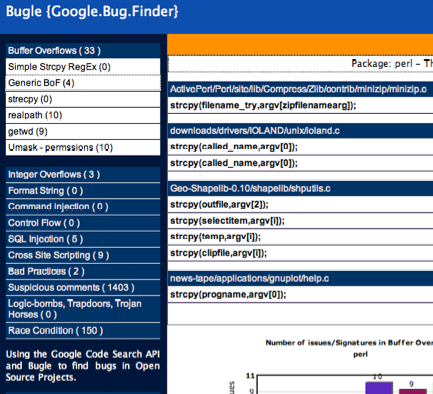 Bugle {Google.Bug.Finder}
Buffer Overflows ( 33 )
Simple Strcpy RegEx (0)
Generic BoF (4)
strecpy (0)
realpath (10)
getwd (9)
Umask - permssions (10)
Integer Overflows ( 3 )
Format String ( 0 )
Command Injection ( 0 )
Control Flow ( 0 )
SQL Injection ( 5 )
Cross Site Scripting ( 9 )
Bad Practices ( 2 )
Suspicious comments ( 1403 )
Logic-bombs, Trapdoors, Trojan
Horses ( 0 )
Race Condition ( 150 )
Using the Google Code Search API
and Bugle to find bugs in Open
Source Projects.
Package: perl - Th
ActivePerl/Perl/site/lib/Compress/Zlib/contrib/minizip/minizip.c
strcpy(filename_try,argv[zipfilenamearg]);
downloads/drivers/IOLAND/unix/ioland.c
strcpy(called_name,argv[0]);
strcpy(called_name,argv[0]);
Geo-Shapelib-0.10/shapelib/shputils.c
strcpy(outfile,argv[2]);
strcpy(selectitem,argv[i]);
strcpy(temp,argv[i]);
strcpy(clipfile,argv[i]);
news-tape/applications/gnuplot/help.c
strcpy(progname,argv[0]);
Number of issues/Signatures in Buffer Over
perl
11
10
9
9